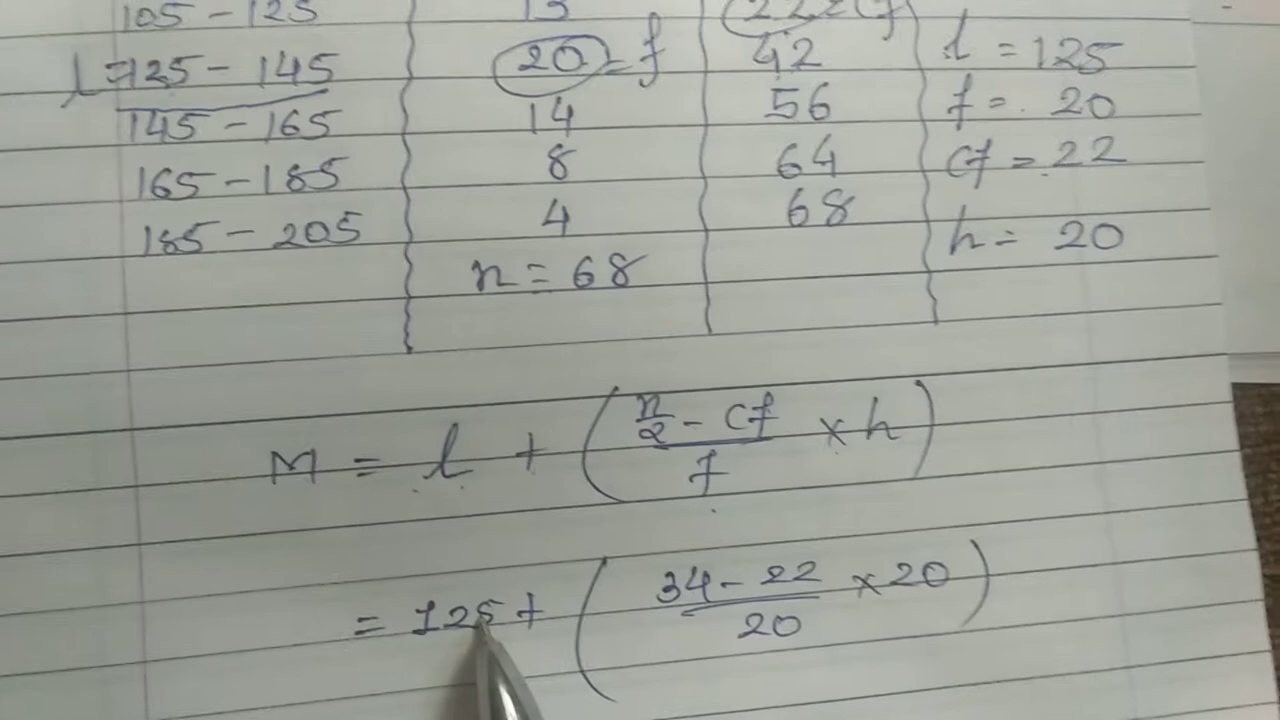 105 - 125 13 22 = cf
l = 125 - 145 20 = f 42 l = 125
145 - 165 14 56 f = 20
165 - 185 8 64 cf = 22
185 - 205 4 68 h = 20
n = 68
M = l + ( (n/2 - cf)/f × h )
= 125 + ( (34 - 22)/20 × 20 )